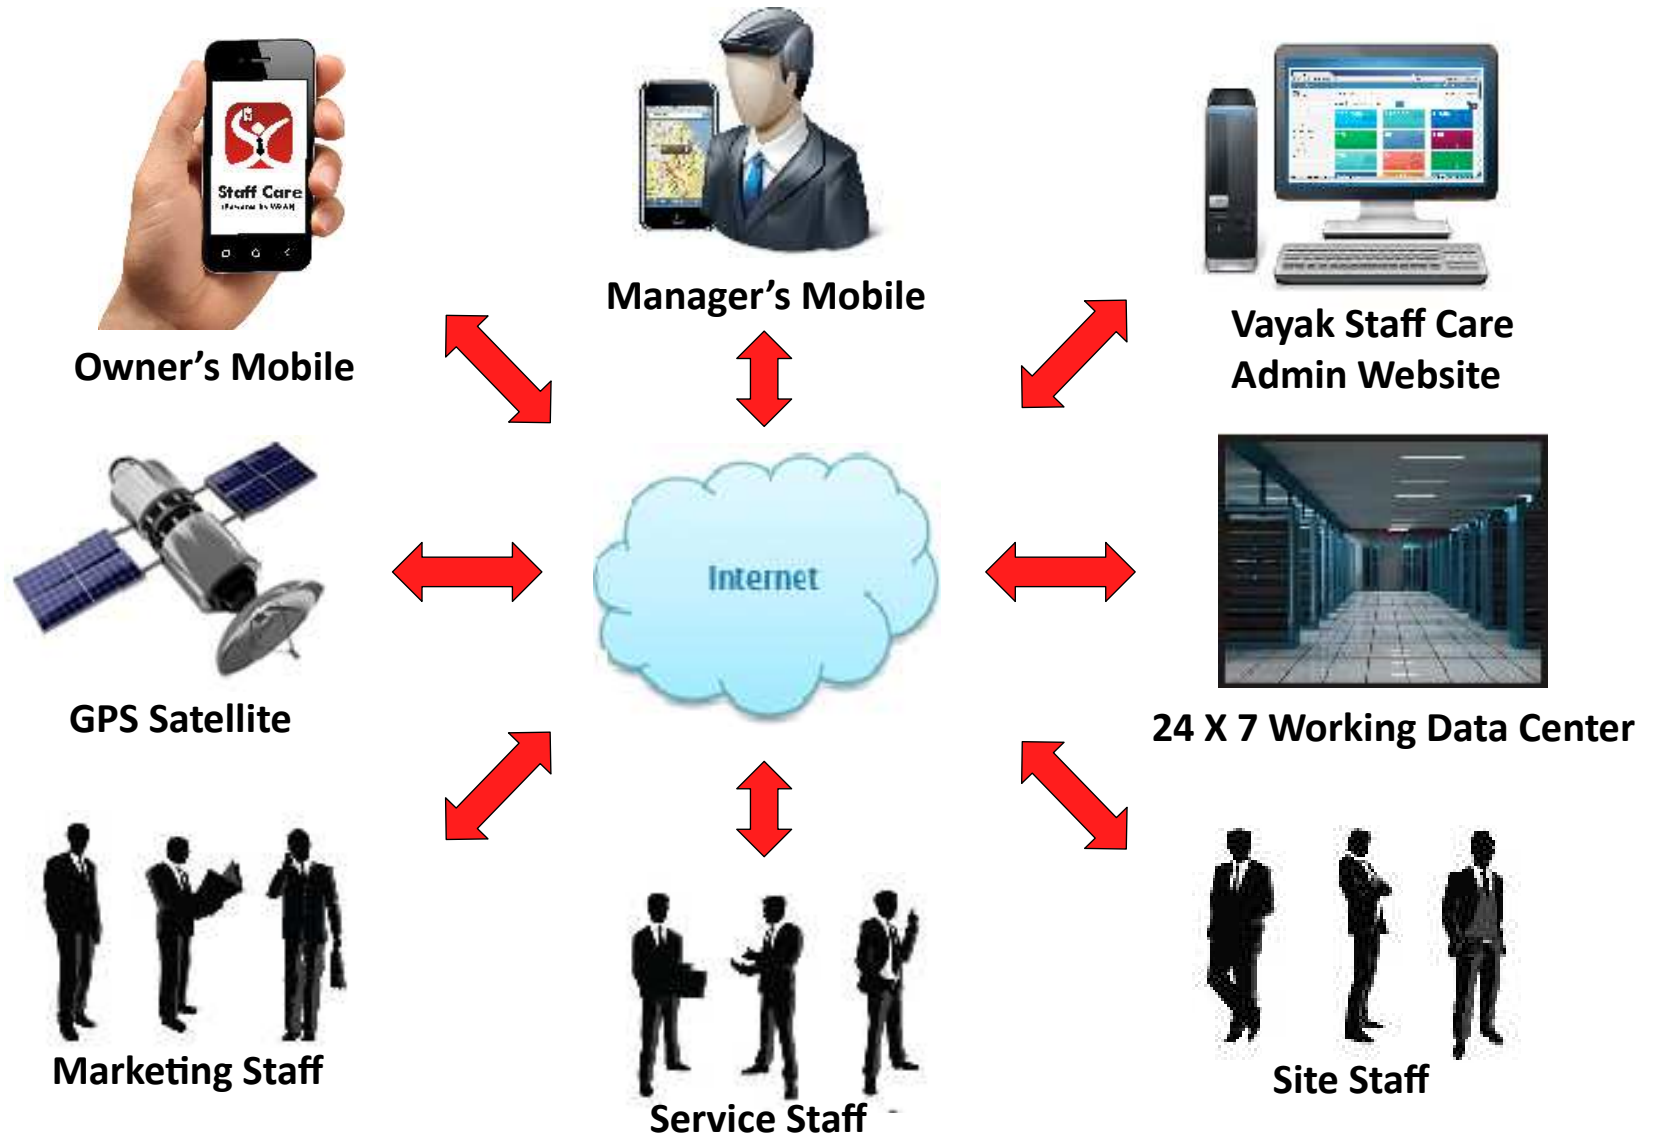 Staff Care
Owner’s Mobile
Manager’s Mobile
Vayak Staff Care
Admin Website
Internet
GPS Satellite
24 X 7 Working Data Center
Marketing Staff
Service Staff
Site Staff